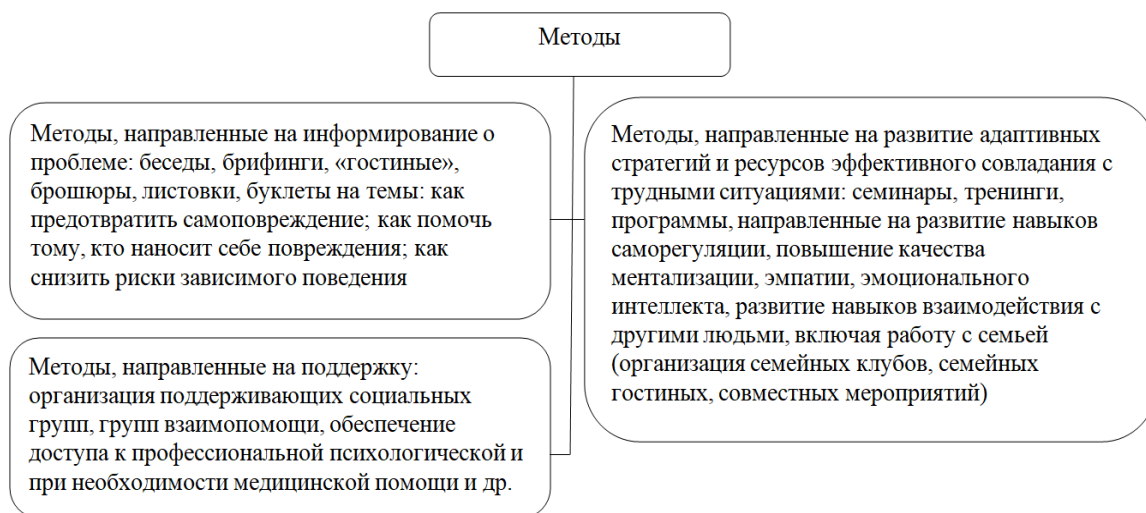 Методы
Методы, направленные на информирование о
проблеме: беседы, брифинги, «гостиные»,
брошюры, листовки, буклеты на темы: как
предотвратить самоповреждение; как помочь
тому, кто наносит себе повреждения; как
снизить риски зависимого поведения
Методы, направленные на развитие адаптивных
стратегий и ресурсов эффективного совладания с
трудными ситуациями: семинары, тренинги,
программы, направленные на развитие навыков
саморегуляции, повышение качества
ментализации, эмпатии, эмоционального
интеллекта, развитие навыков взаимодействия с
другими людьми, включая работу с семьей
(организация семейных клубов, семейных
гостиных, совместных мероприятий)
Методы, направленные на поддержку:
организация поддерживающих социальных
групп, групп взаимопомощи, обеспечение
доступа к профессиональной психологической и
при необходимости медицинской помощи и др.